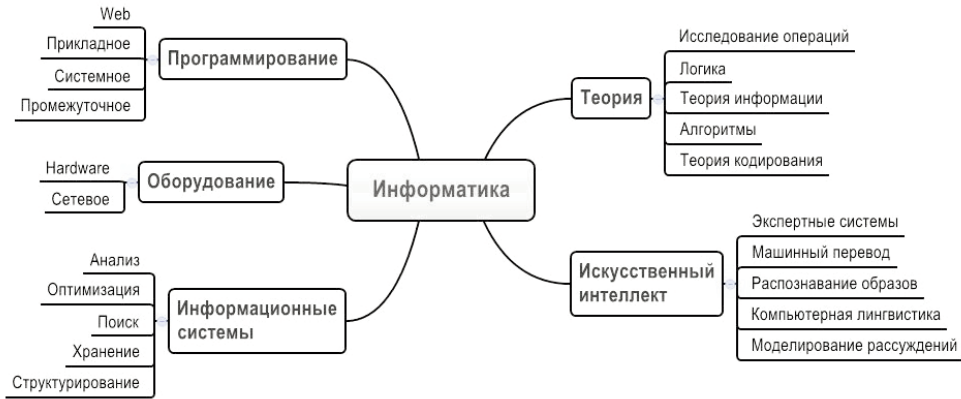 Web
Прикладное
Системное
Промежуточное
Программирование
Hardware
Сетевое
Оборудование
Анализ
Оптимизация
Поиск
Хранение
Структурирование
Информационные
системы
Информатика
Теория
Исследование операций
Логика
Теория информации
Алгоритмы
Теория кодирования
Искусственный
интеллект
Экспертные системы
Машинный перевод
Распознавание образов
Компьютерная лингвистика
Моделирование рассуждений